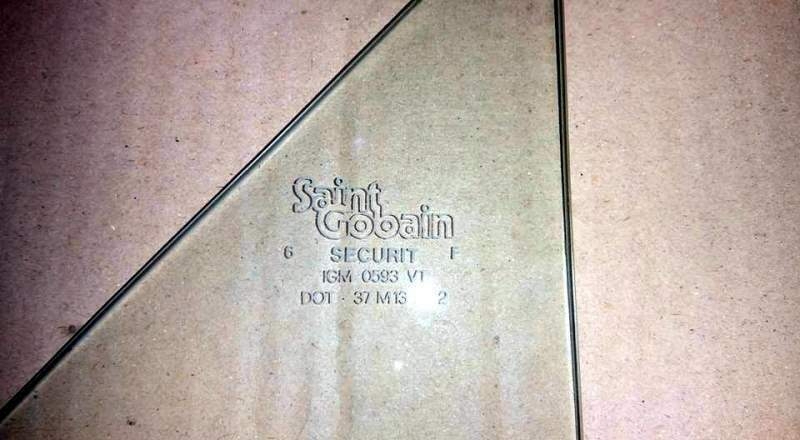 Saint
Gobain
6 SECURIT F
IGM 0593 VT
DOT · 37 M13 2